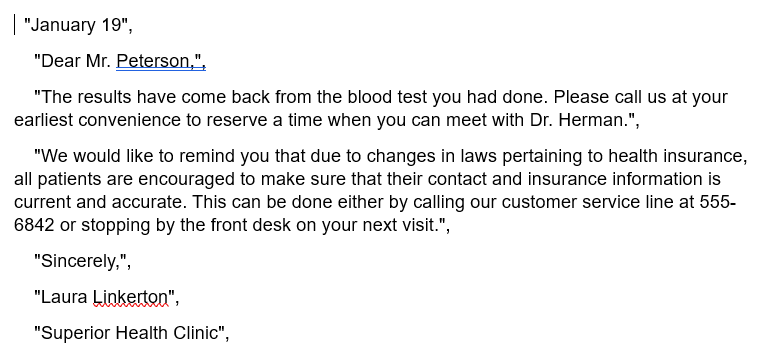 "January 19",
"Dear Mr. Peterson,",
"The results have come back from the blood test you had done. Please call us at your
earliest convenience to reserve a time when you can meet with Dr. Herman.",
"We would like to remind you that due to changes in laws pertaining to health insurance,
all patients are encouraged to make sure that their contact and insurance information is
current and accurate. This can be done either by calling our customer service line at 555-
6842 or stopping by the front desk on your next visit.",
"Sincerely,",
"Laura Linkerton",
"Superior Health Clinic",